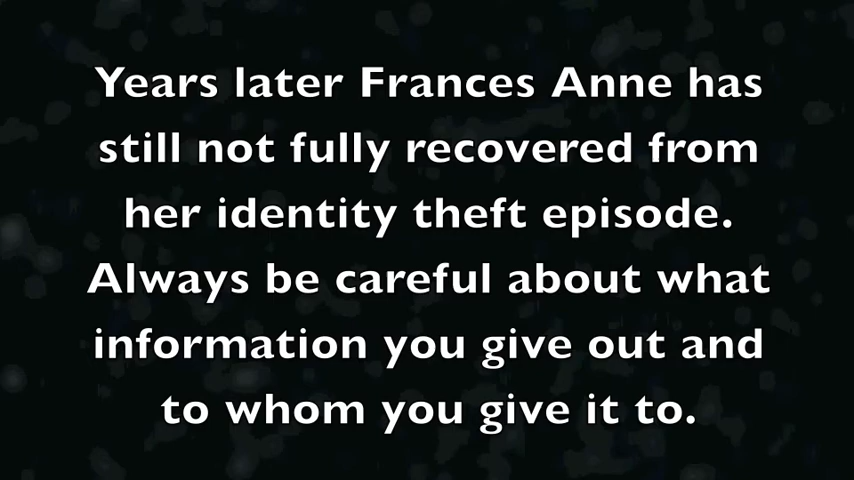 Years later Frances Anne has
still not fully recovered from
her identity theft episode.
Always be careful about what
information you give out and
to whom you give it to.